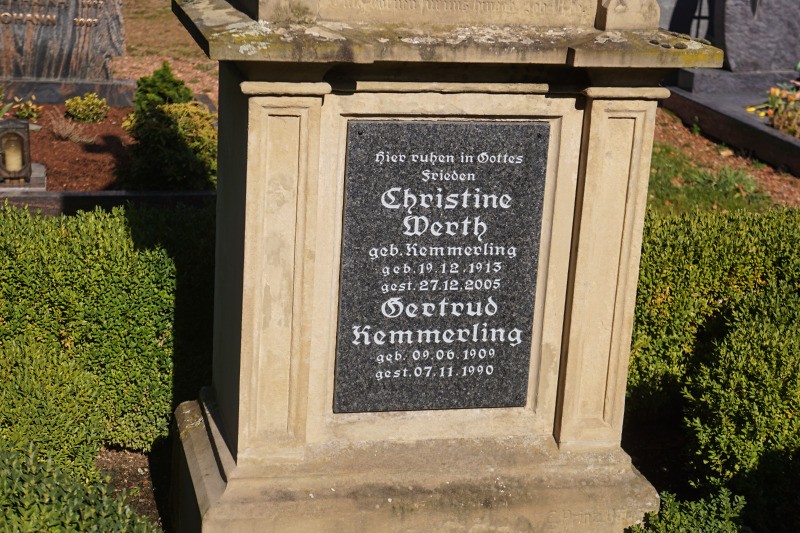 Hier ruhen in Gottes
Frieden
Christine
Werth
geb. Kemmerling
geb. 19.12.1913
gest. 27.12.2005
Gertrud
Kemmerling
geb. 09.06.1909
gest. 07.11.1990